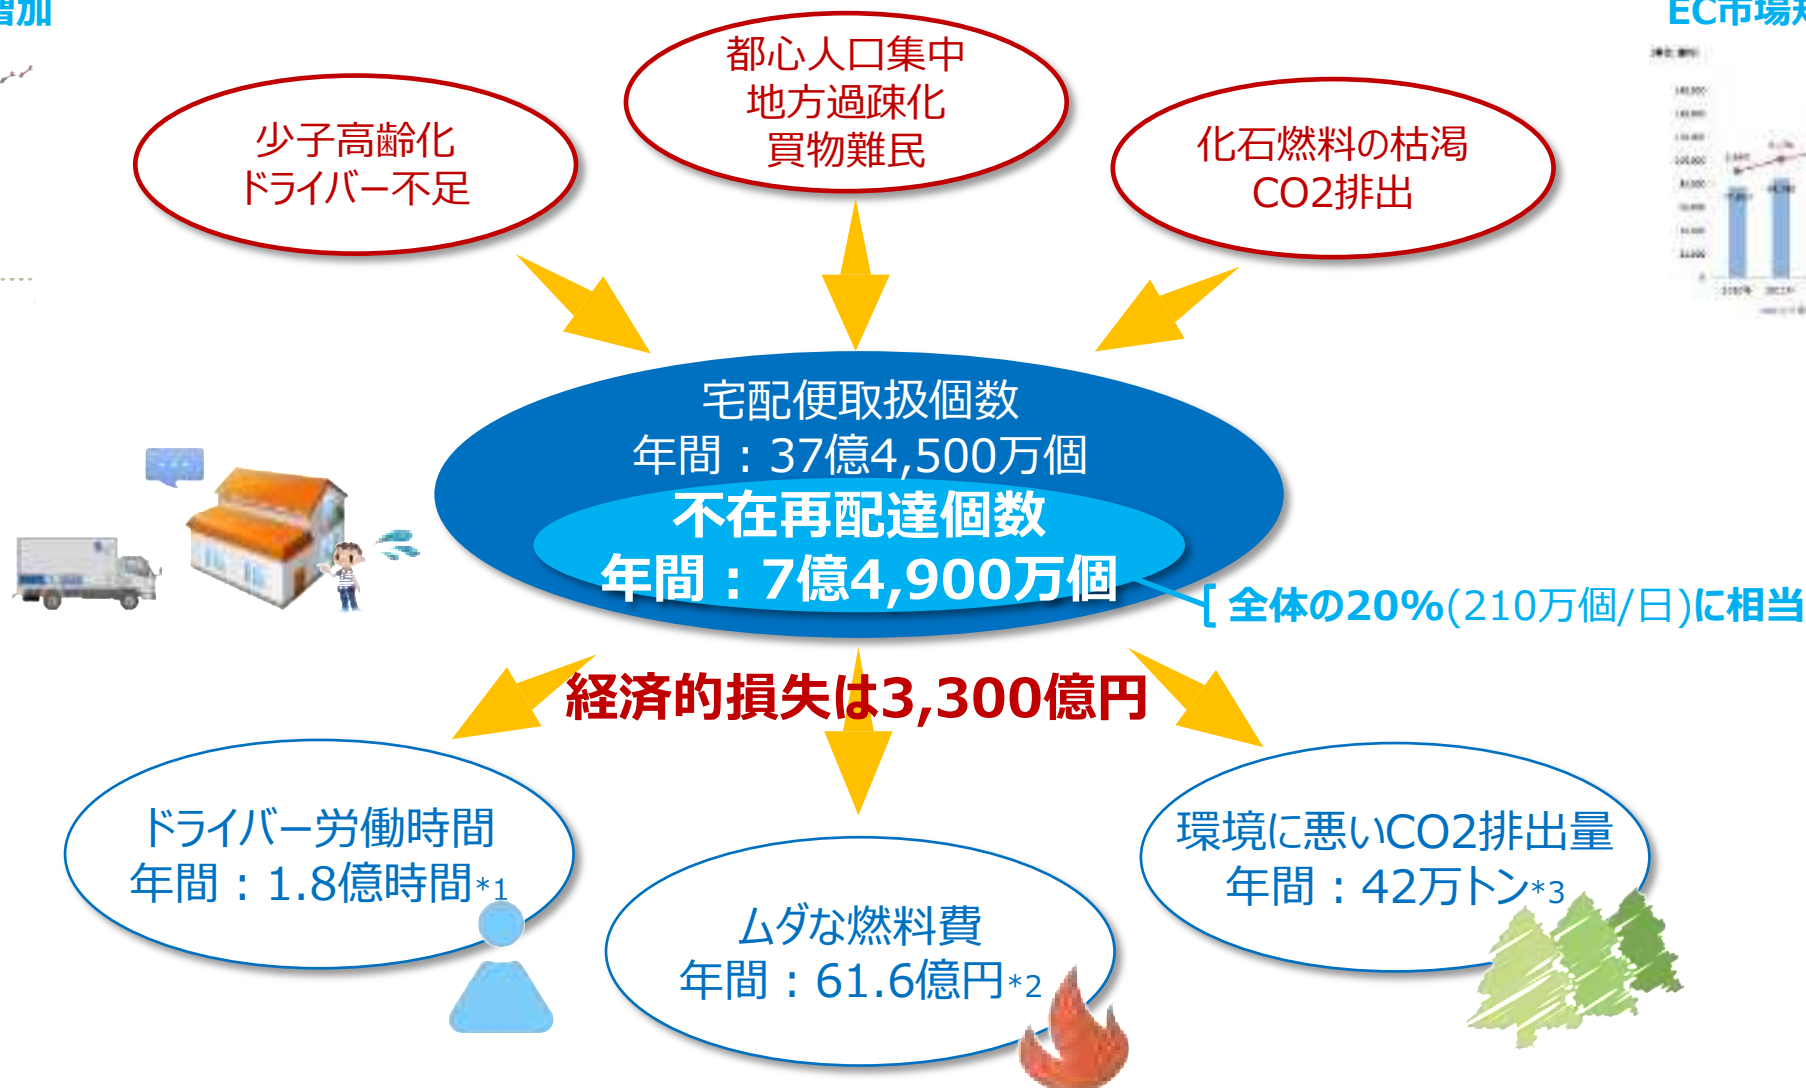 増加
EC市場
少子高齢化
ドライバー不足
都心人口集中
地方過疎化
買物難民
化石燃料の枯渇
CO2排出
宅配便取扱個数
年間：37億4,500万個
不在再配達個数
年間：7億4,900万個
[ 全体の20%(210万個/日)に相当
経済的損失は3,300億円
ドライバー労働時間
年間：1.8億時間*1
ムダな燃料費
年間：61.6億円*2
環境に悪いCO2排出量
年間：42万トン*3